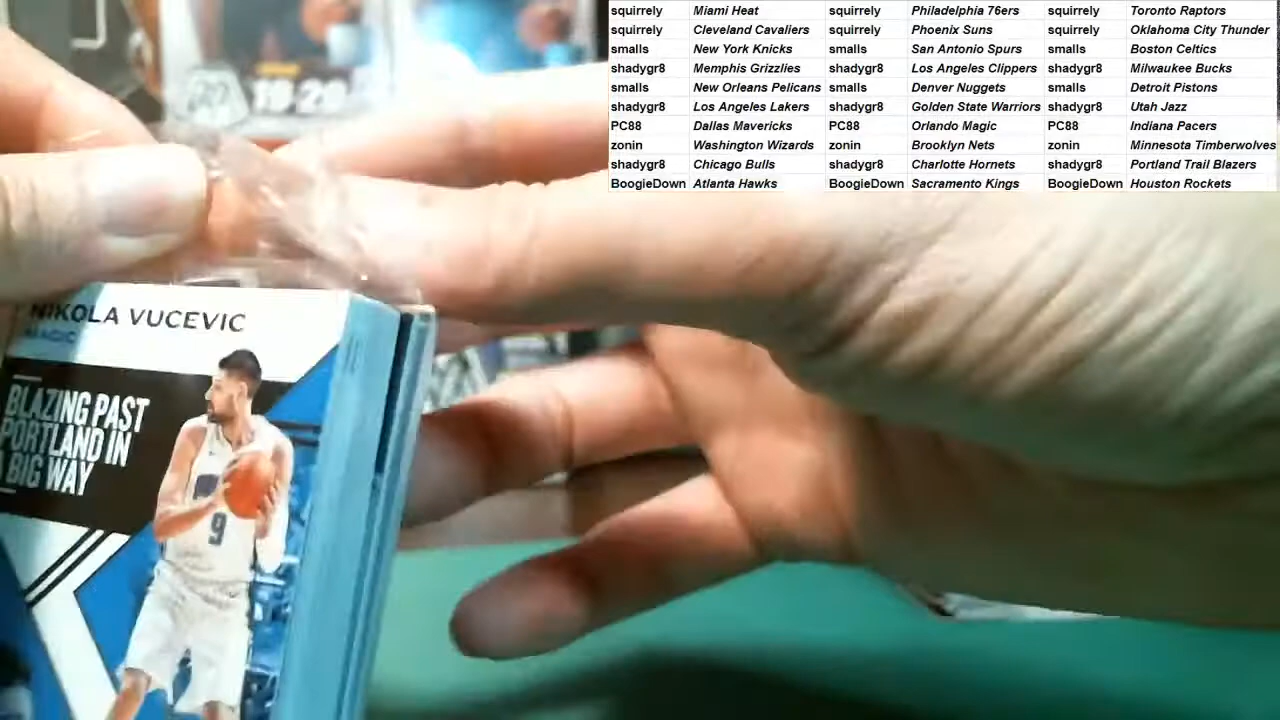 squirrely Miami Heat squirrely Philadelphia 76ers squirrely Toronto Raptors
squirrely Cleveland Cavaliers squirrely Phoenix Suns squirrely Oklahoma City Thunder
smalls New York Knicks smalls San Antonio Spurs smalls Boston Celtics
shadygr8 Memphis Grizzlies shadygr8 Los Angeles Clippers shadygr8 Milwaukee Bucks
smalls New Orleans Pelicans smalls Denver Nuggets smalls Detroit Pistons
shadygr8 Los Angeles Lakers shadygr8 Golden State Warriors shadygr8 Utah Jazz
PC88 Dallas Mavericks PC88 Orlando Magic PC88 Indiana Pacers
zonin Washington Wizards zonin Brooklyn Nets zonin Minnesota Timberwolves
shadygr8 Chicago Bulls shadygr8 Charlotte Hornets shadygr8 Portland Trail Blazers
BoogieDown Atlanta Hawks BoogieDown Sacramento Kings BoogieDown Houston Rockets
19-20
NIKOLA VUCEVIC
MAGIC
BLAZING PAST
PORTLAND IN
BIG WAY
9